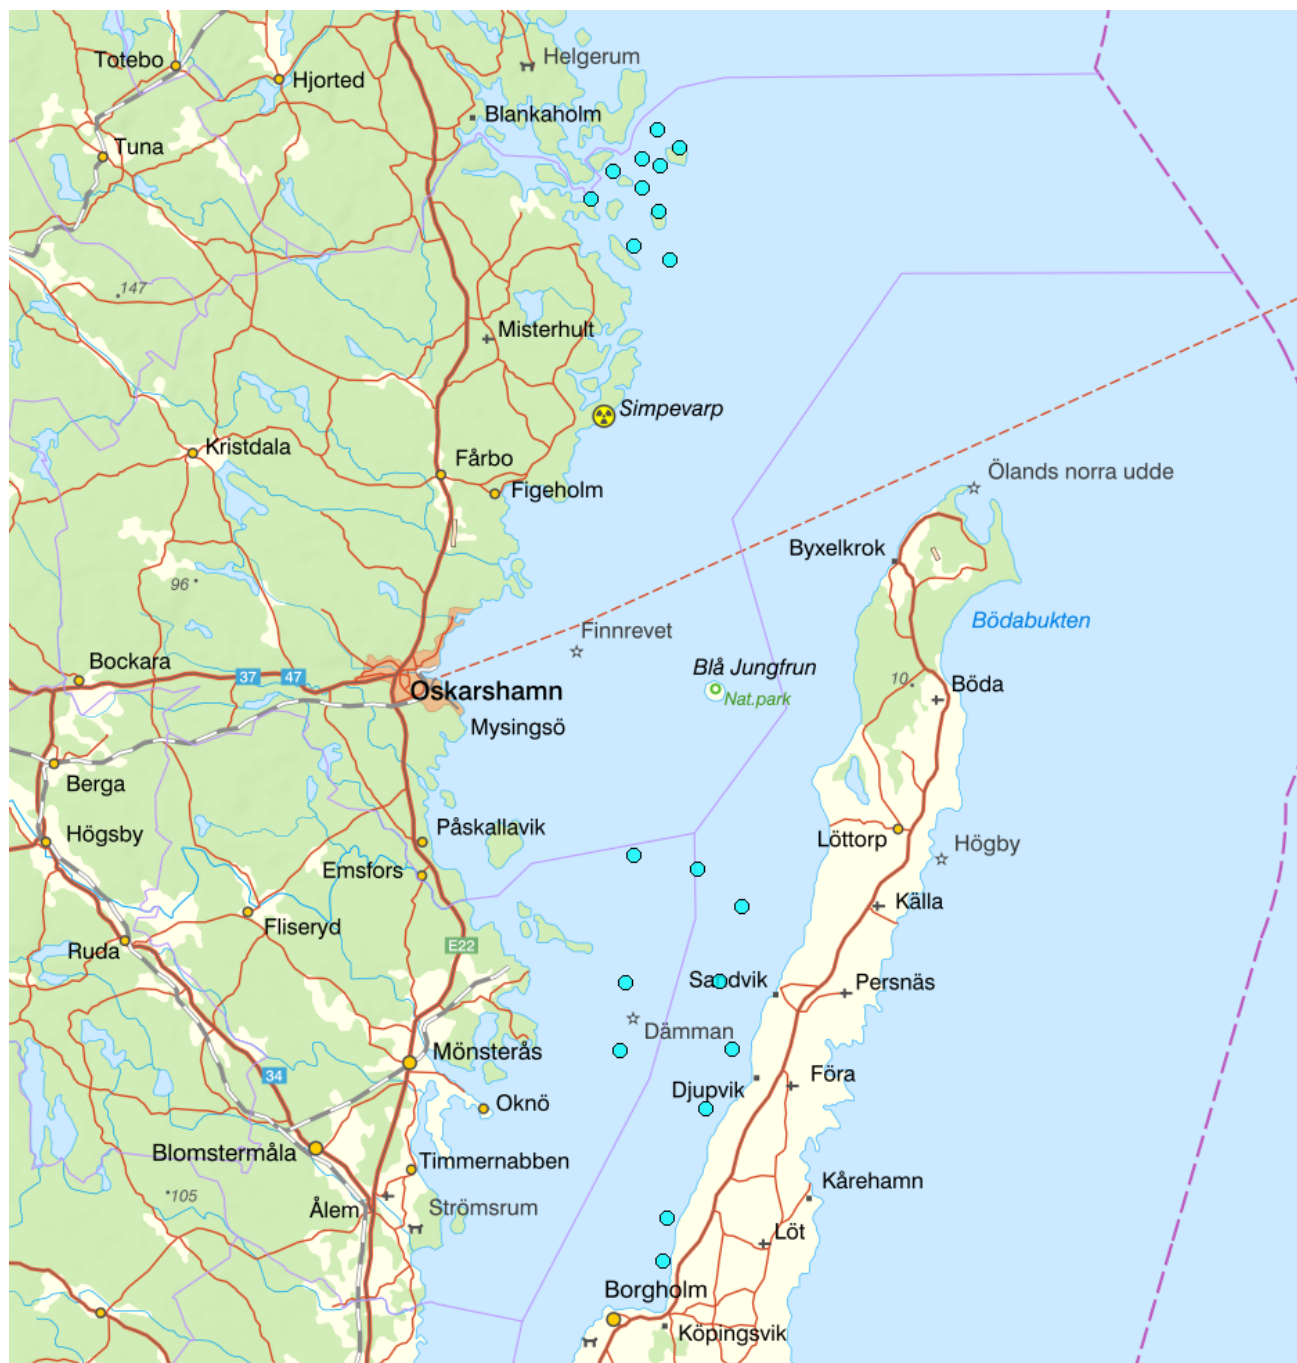 Totebo
Helgerum
Hjorted
Blankaholm
Tuna
147
Misterhult
Simpevarp
Kristdala
Fårbo
Figeholm
Ölands norra udde
Byxelkrok
96
Bödabukten
Finnrevet
Bockara
37
47
Blå Jungfrun
Nat.park
10
Böda
Oskarshamn
Mysingsö
Berga
Högsby
Påskallavik
Löttorp
Högby
Emsfors
Källa
Fliseryd
Ruda
E22
Sandvik
Persnäs
Dämman
Mönsterås
34
Djupvik
Föra
Oknö
Blomstermåla
Timmernabben
105
Kårehamn
Ålem
Strömsrum
Löt
Borgholm
Köpingsvik